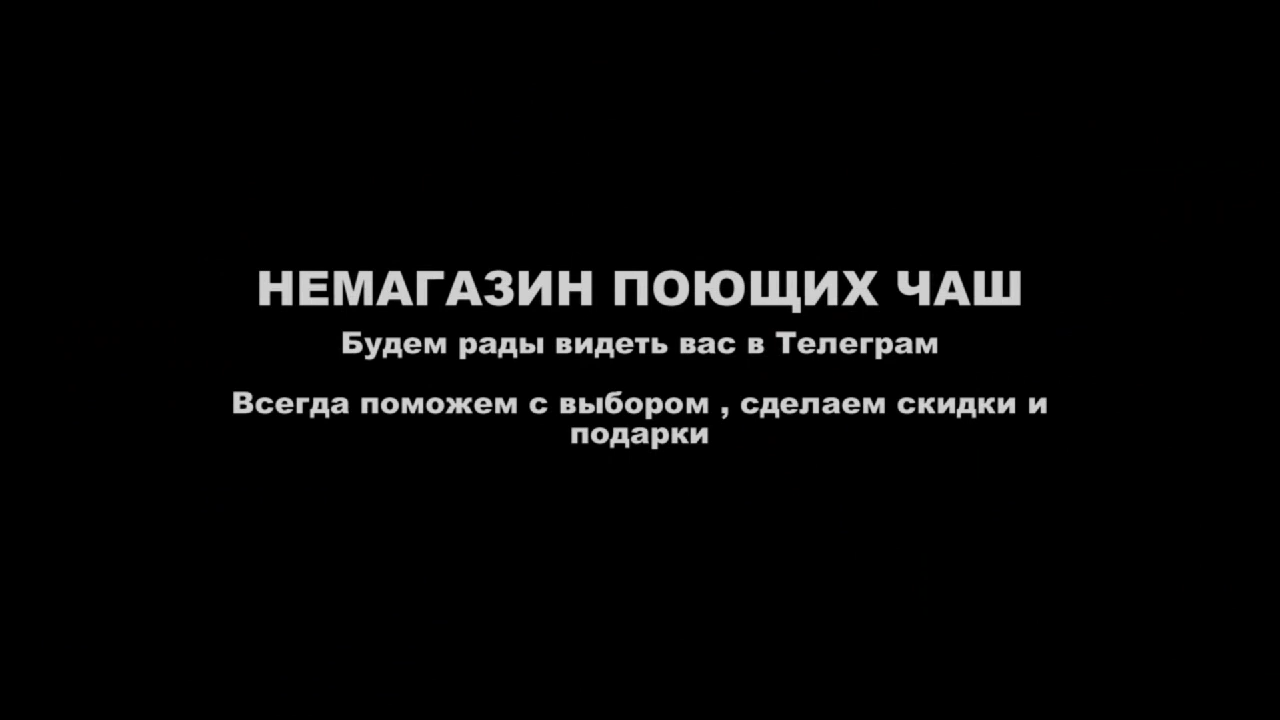 НЕМАГАЗИН ПОЮЩИХ ЧАШ
Будем рады видеть вас в Телеграм
Всегда поможем с выбором , сделаем скидки и
подарки